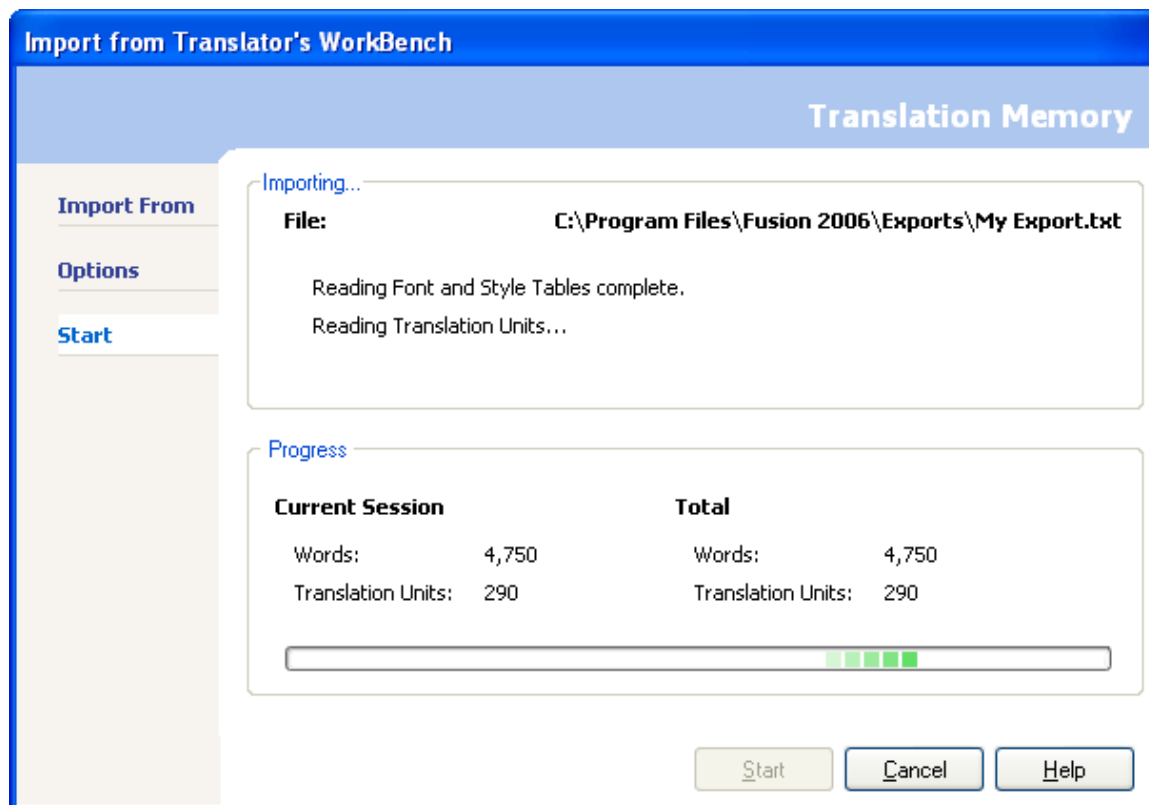 Import from Translator's WorkBench
Translation Memory
Import From
Options
Start
Importing...
File: C:\Program Files\Fusion 2006\Exports\My Export.txt
Reading Font and Style Tables complete.
Reading Translation Units...
Progress
Current Session Total
Words: 4,750 Words: 4,750
Translation Units: 290 Translation Units: 290
Start Cancel Help